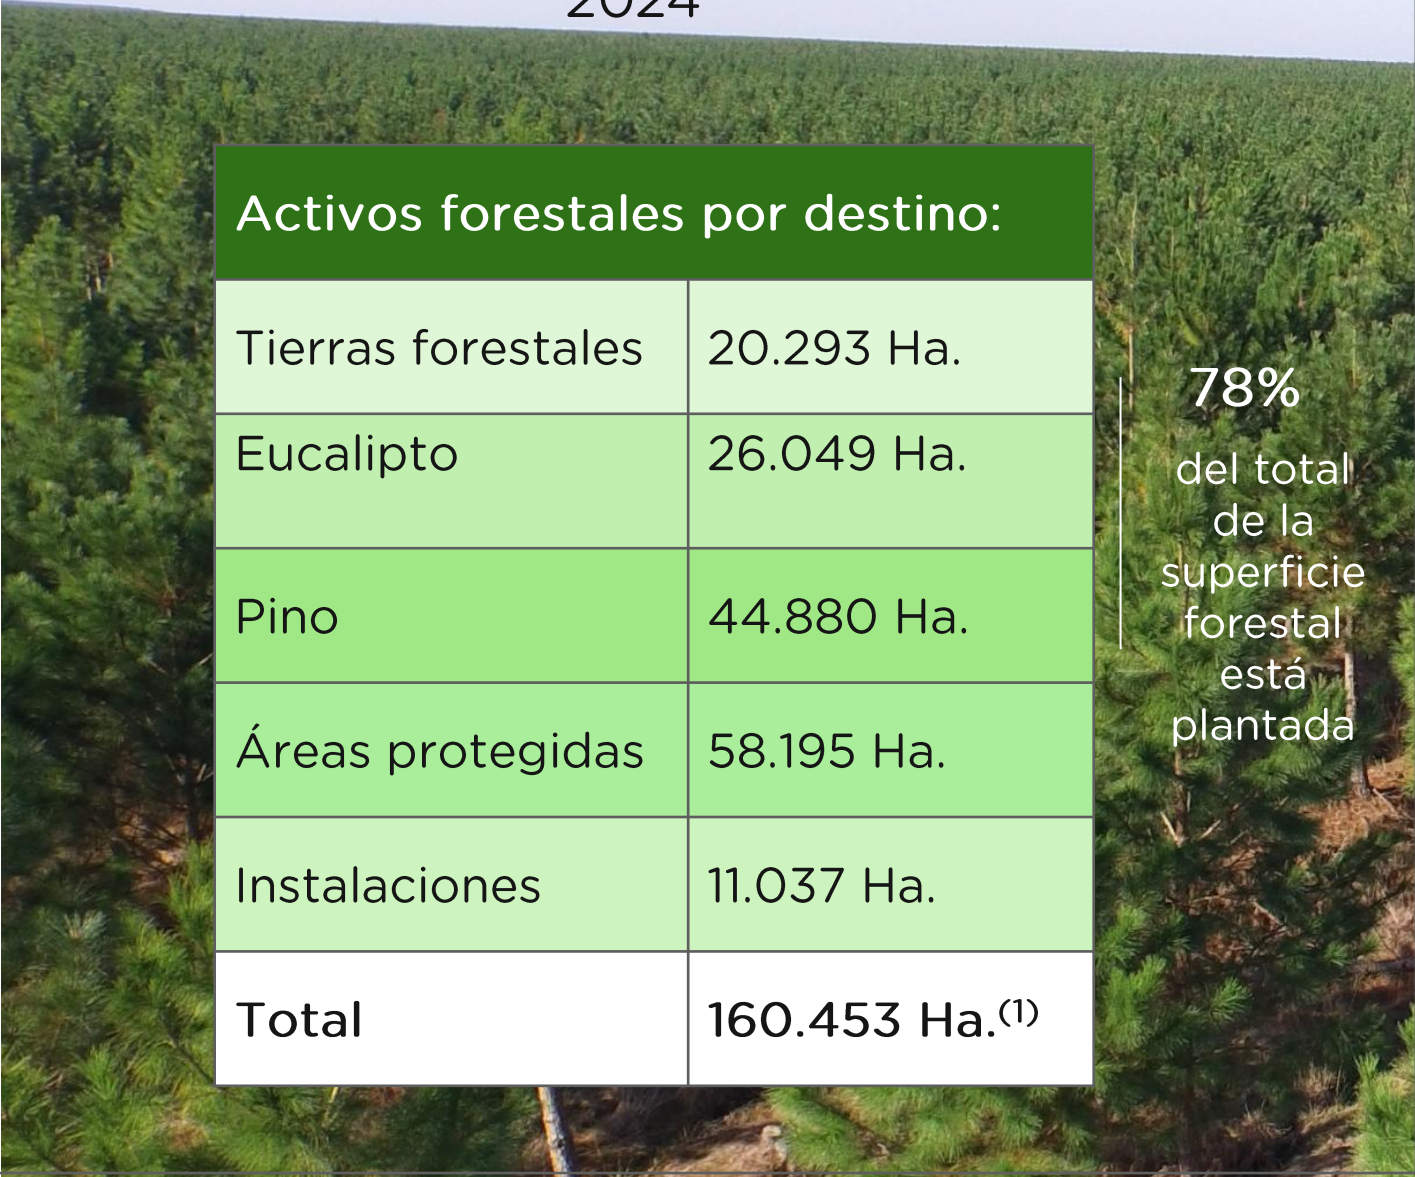 2024
Activos forestales por destino:
Tierras forestales 20.293 Ha.
Eucalipto 26.049 Ha.
Pino 44.880 Ha.
Áreas protegidas 58.195 Ha.
Instalaciones 11.037 Ha.
Total 160.453 Ha.(1)
78%
del total
de la
superficie
forestal
está
plantada